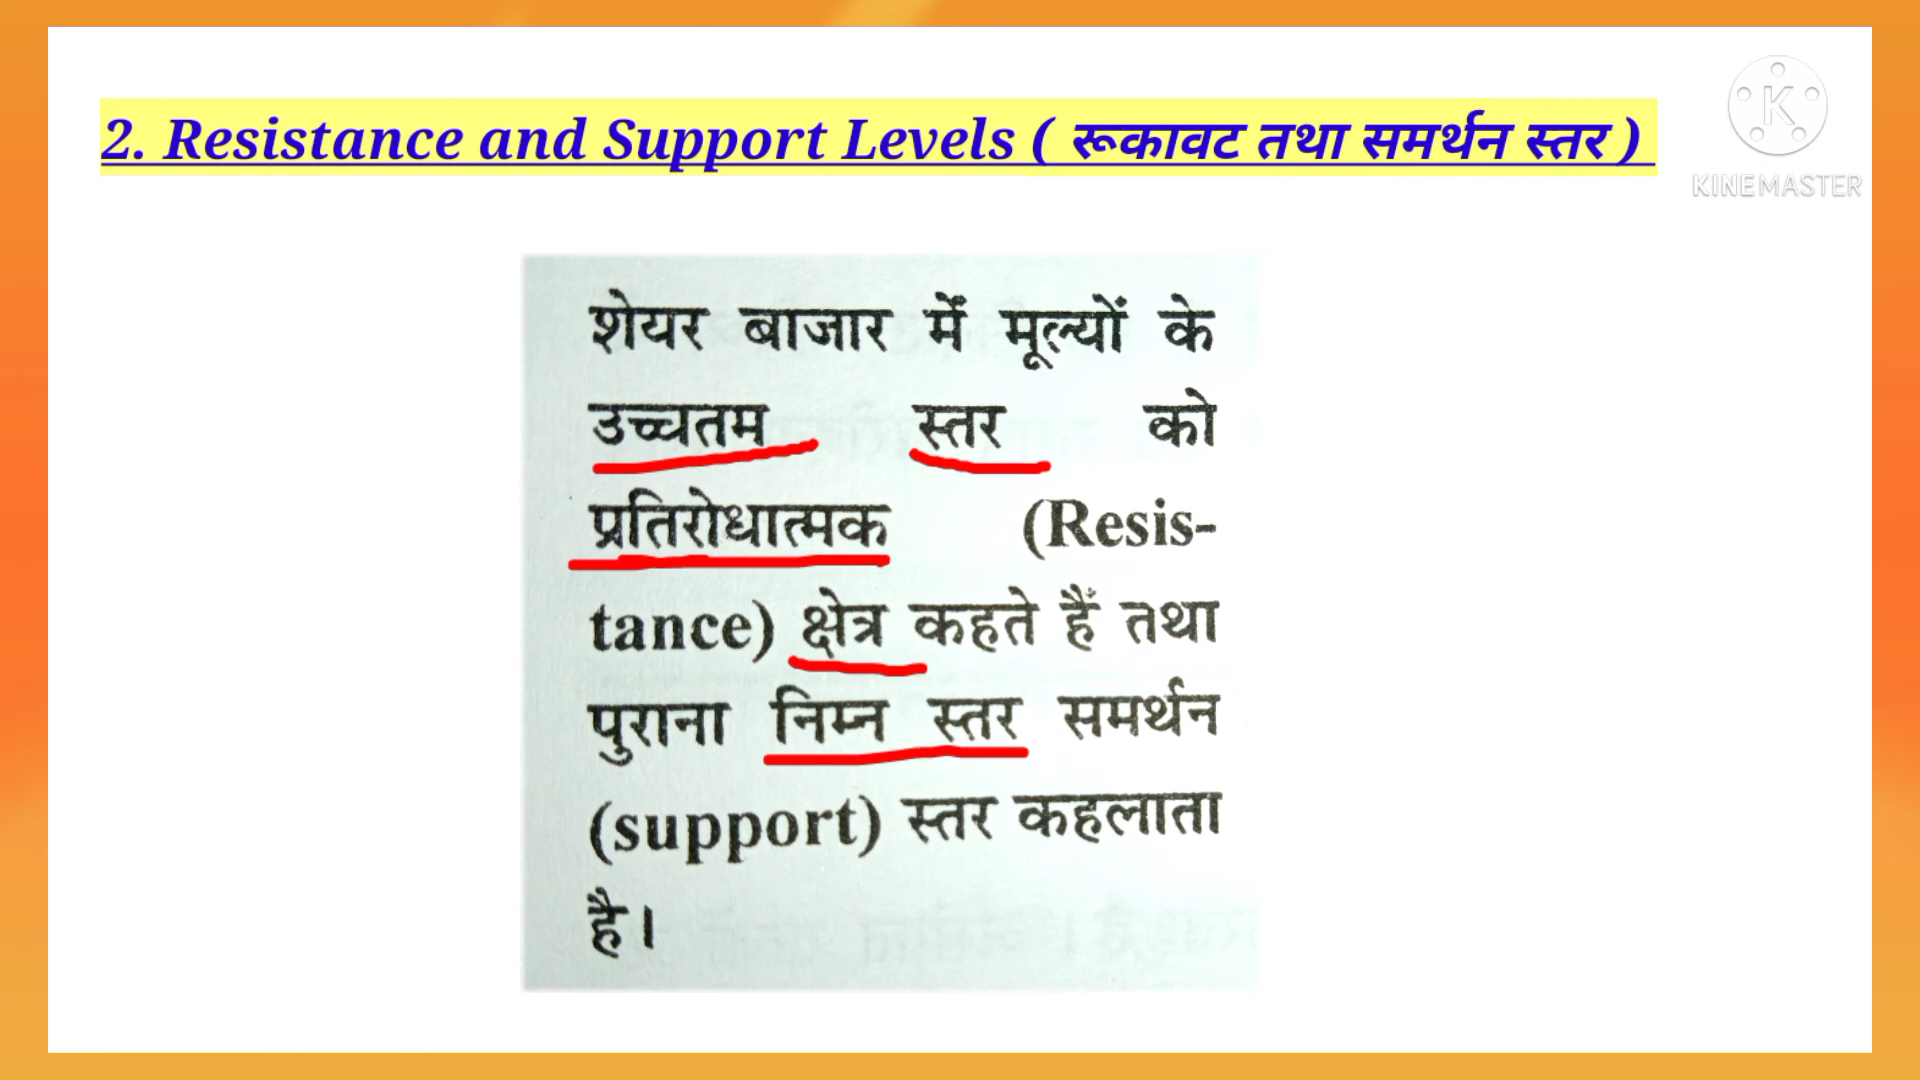 2. Resistance and Support Levels ( रूकावट तथा समर्थन स्तर )
KINEMASTER
शेयर बाजार में मूल्यों के
उच्चतम स्तर को
प्रतिरोधात्मक (Resis-
tance) क्षेत्र कहते हैं तथा
पुराना निम्न स्तर समर्थन
(support) स्तर कहलाता
है।